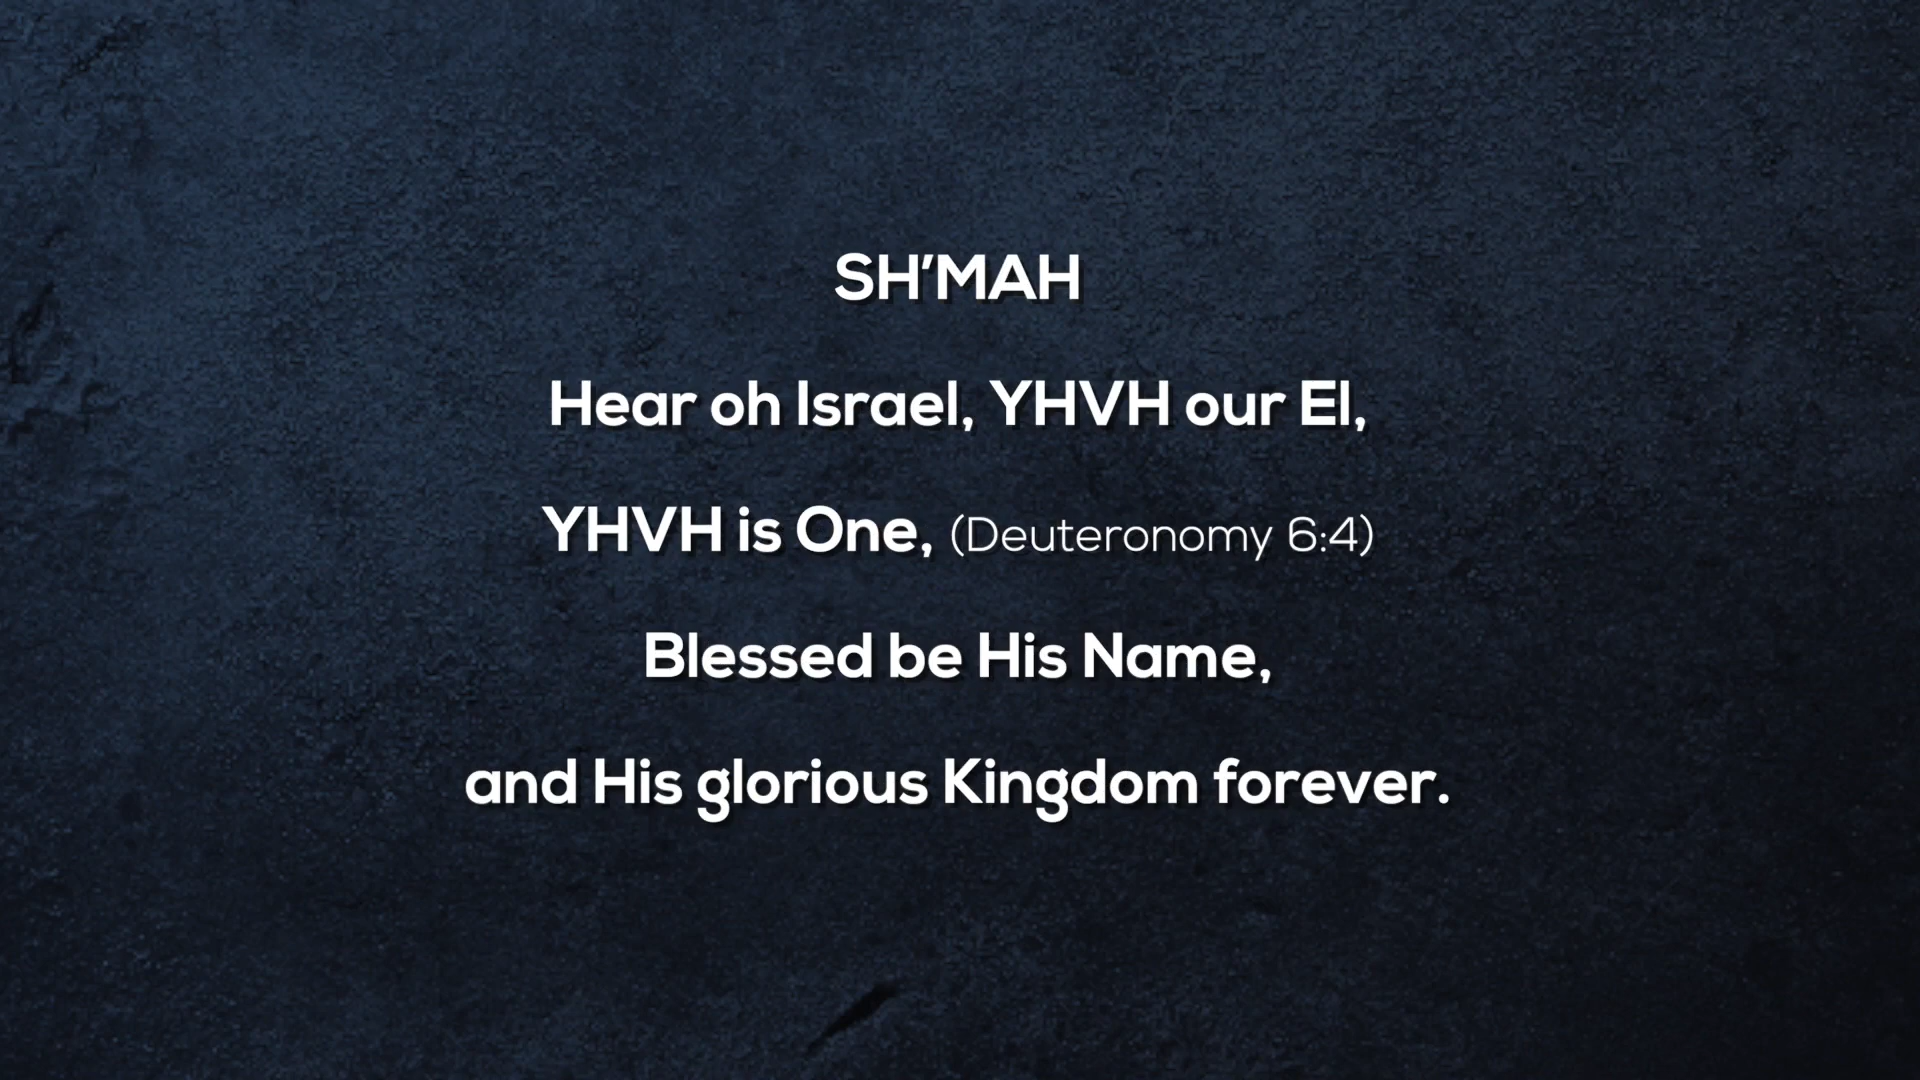 SH'MAH
Hear oh Israel, YHVH our El,
YHVH is One, (Deuteronomy 6:4)
Blessed be His Name,
and His glorious Kingdom forever.